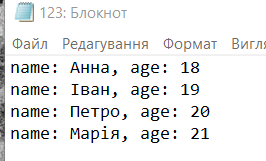 123: Блокнот
Файл Редагування Формат Вигля
name: Анна, age: 18
name: Іван, age: 19
name: Петро, age: 20
name: Марія, age: 21